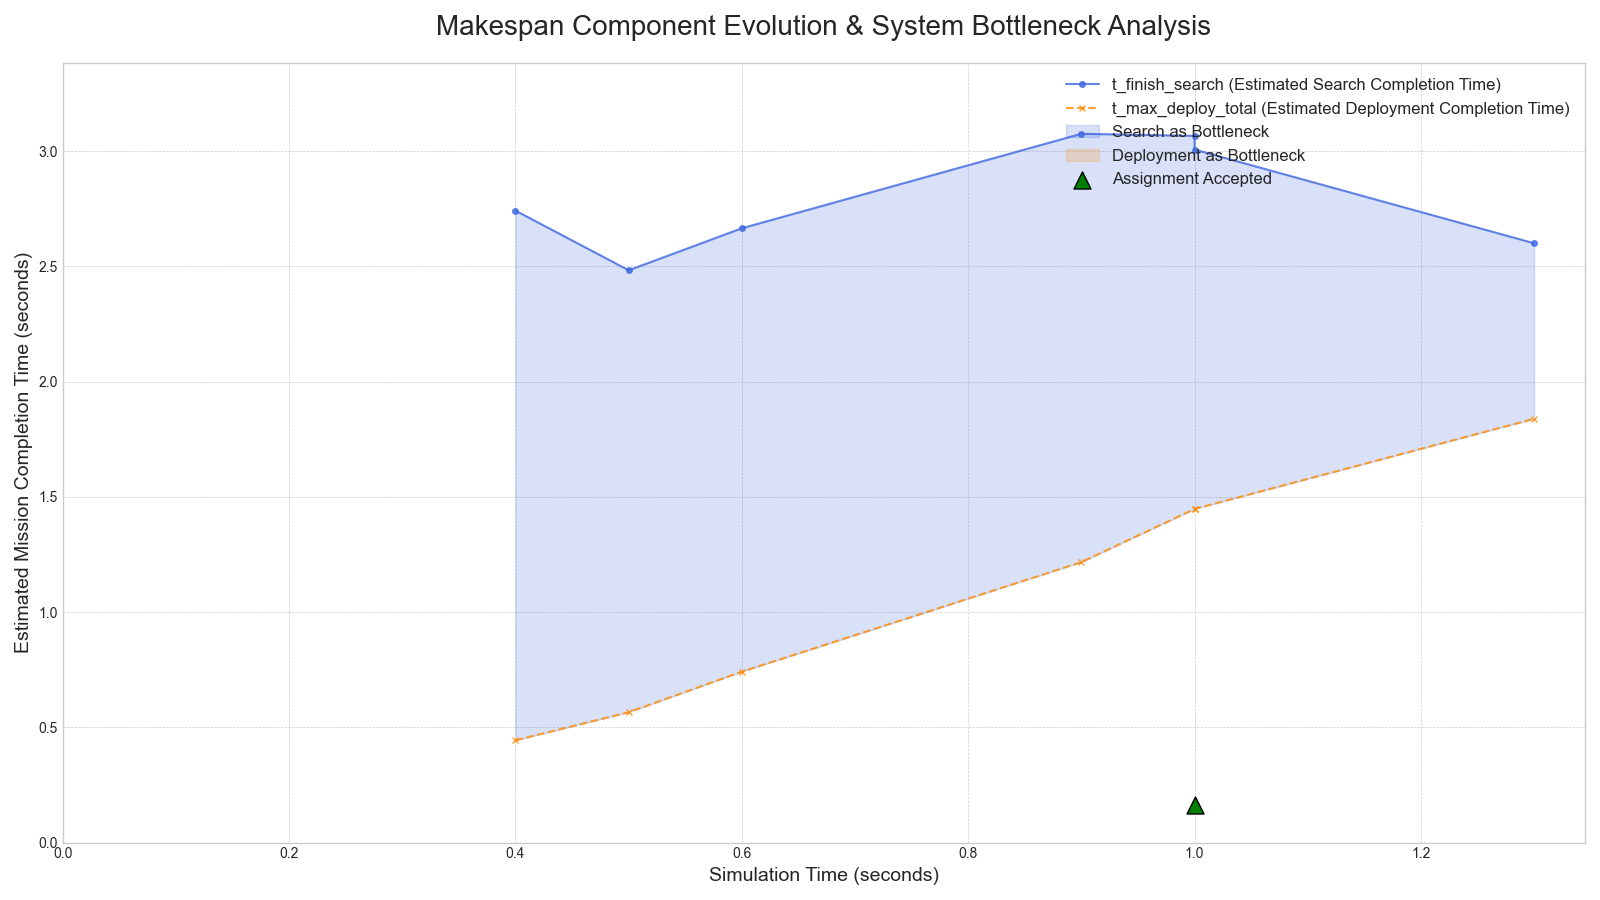 Makespan Component Evolution & System Bottleneck Analysis
t_finish_search (Estimated Search Completion Time)
t_max_deploy_total (Estimated Deployment Completion Time)
Search as Bottleneck
Deployment as Bottleneck
Assignment Accepted
Estimated Mission Completion Time (seconds)
3.0
2.5
2.0
1.5
1.0
0.5
0.0
0.0 0.2 0.4 0.6 0.8 1.0 1.2
Simulation Time (seconds)